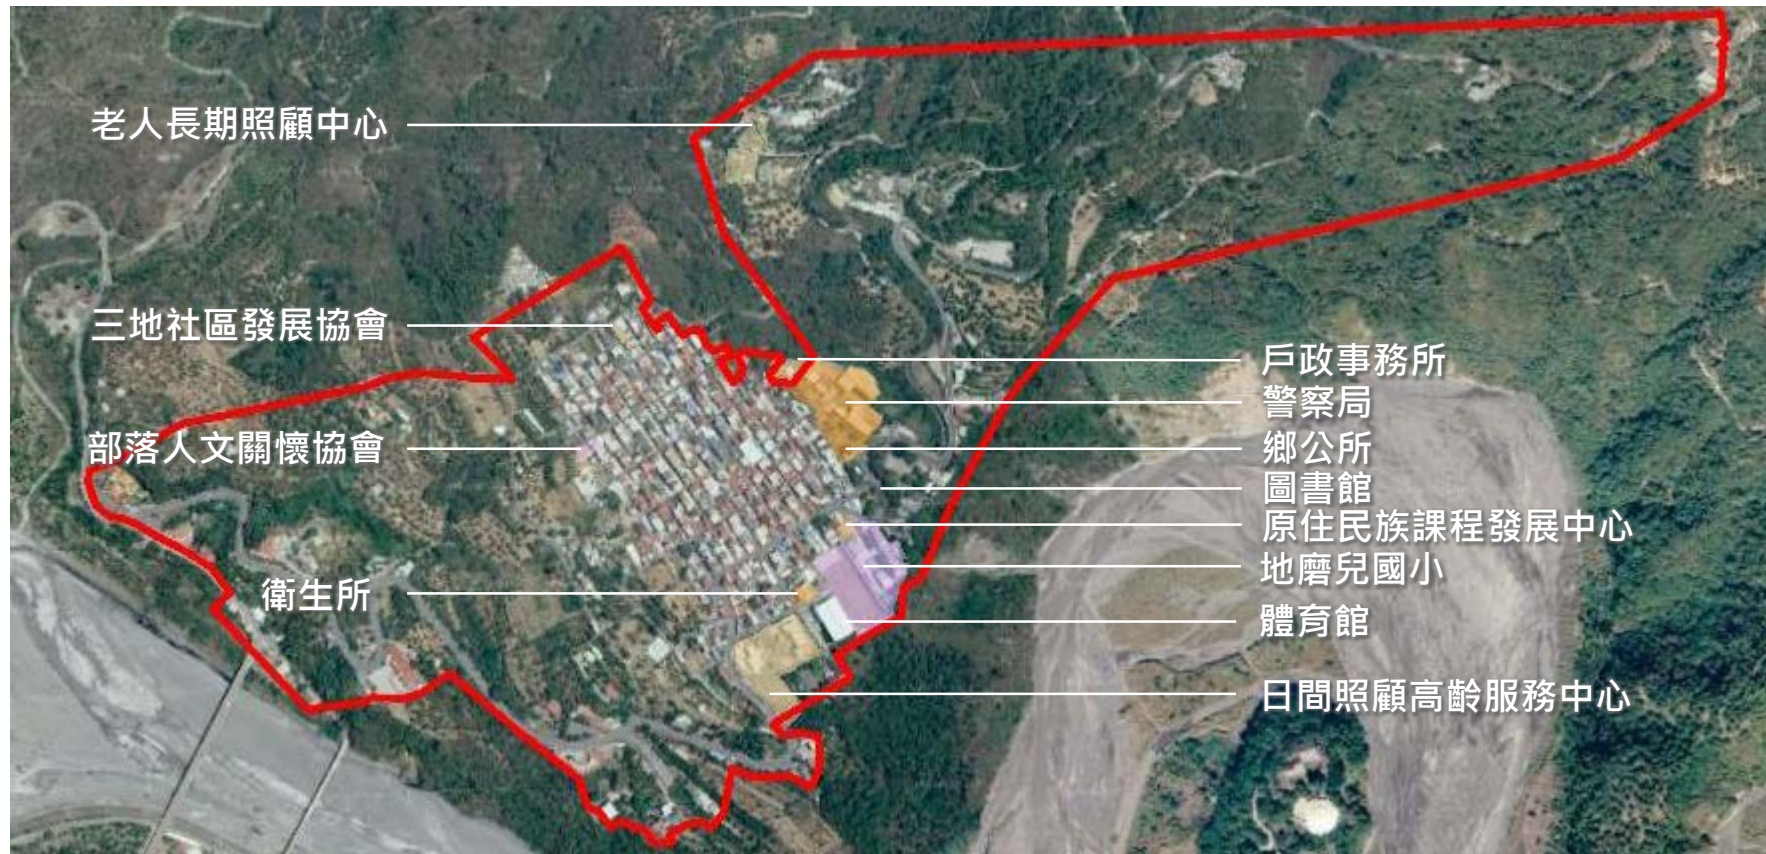 老人長期照顧中心
三地社區發展協會
部落人文關懷協會
衛生所
戶政事務所
警察局
鄉公所
圖書館
原住民族課程發展中心
地磨兒國小
體育館
日間照顧高齡服務中心